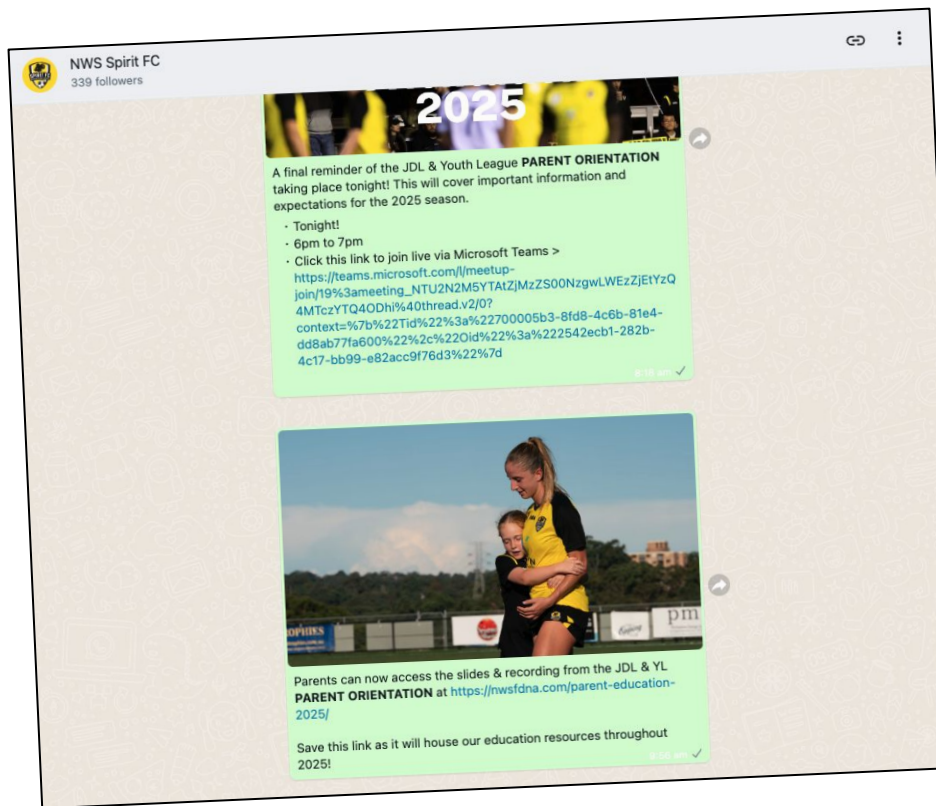 NWS Spirit FC
339 followers
2025
A final reminder of the JDL & Youth League PARENT ORIENTATION
taking place tonight! This will cover important information and
expectations for the 2025 season.
· Tonight!
· 6pm to 7pm
· Click this link to join live via Microsoft Teams >
https://teams.microsoft.com/l/meetup-
join/19%3ameeting_NTU2N2M5YTAtZjMzZS00NzgwLWEzZjEtYzQ
4MTczYTQ4ODhi%40thread.v2/0?
context=%7b%22Tid%22%3a%22700005b3-8fd8-4c6b-81e4-
dd8ab77fa600%22%2c%22Oid%22%3a%222542ecb1-282b-
4c17-bb99-e82acc9f76d3%22%7d
pm
Parents can now access the slides & recording from the JDL & YL
PARENT ORIENTATION at https://nwsfdna.com/parent-education-
2025/
Save this link as it will house our education resources throughout
2025!